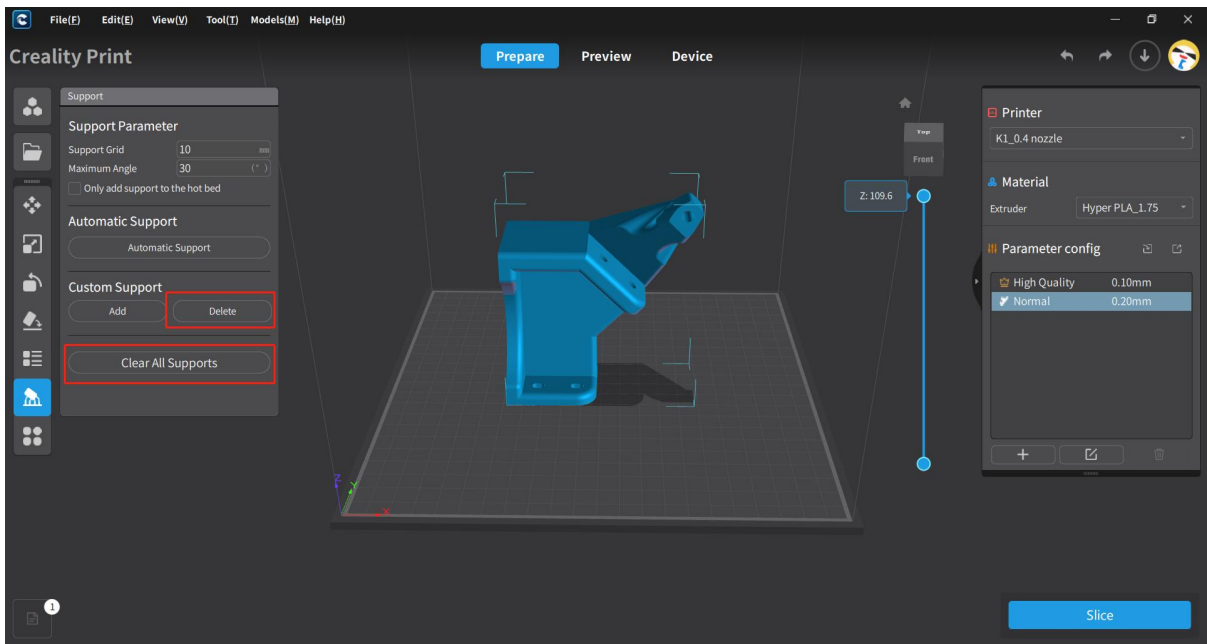 File(F) Edit(E) View(V) Tool(T) Models(M) Help(H)
Creality Print
Prepare Preview Device
Support
Support Parameter
Support Grid 10 mm
Maximum Angle 30 (°)
Only add support to the hot bed
Automatic Support
Automatic Support
Custom Support
Add Delete
Clear All Supports
Top
Front
Z: 109.6
Z
Y
X
Printer
K1_0.4 nozzle
Material
Extruder Hyper PLA_1.75
Parameter config
High Quality 0.10mm
Normal 0.20mm
1
Slice